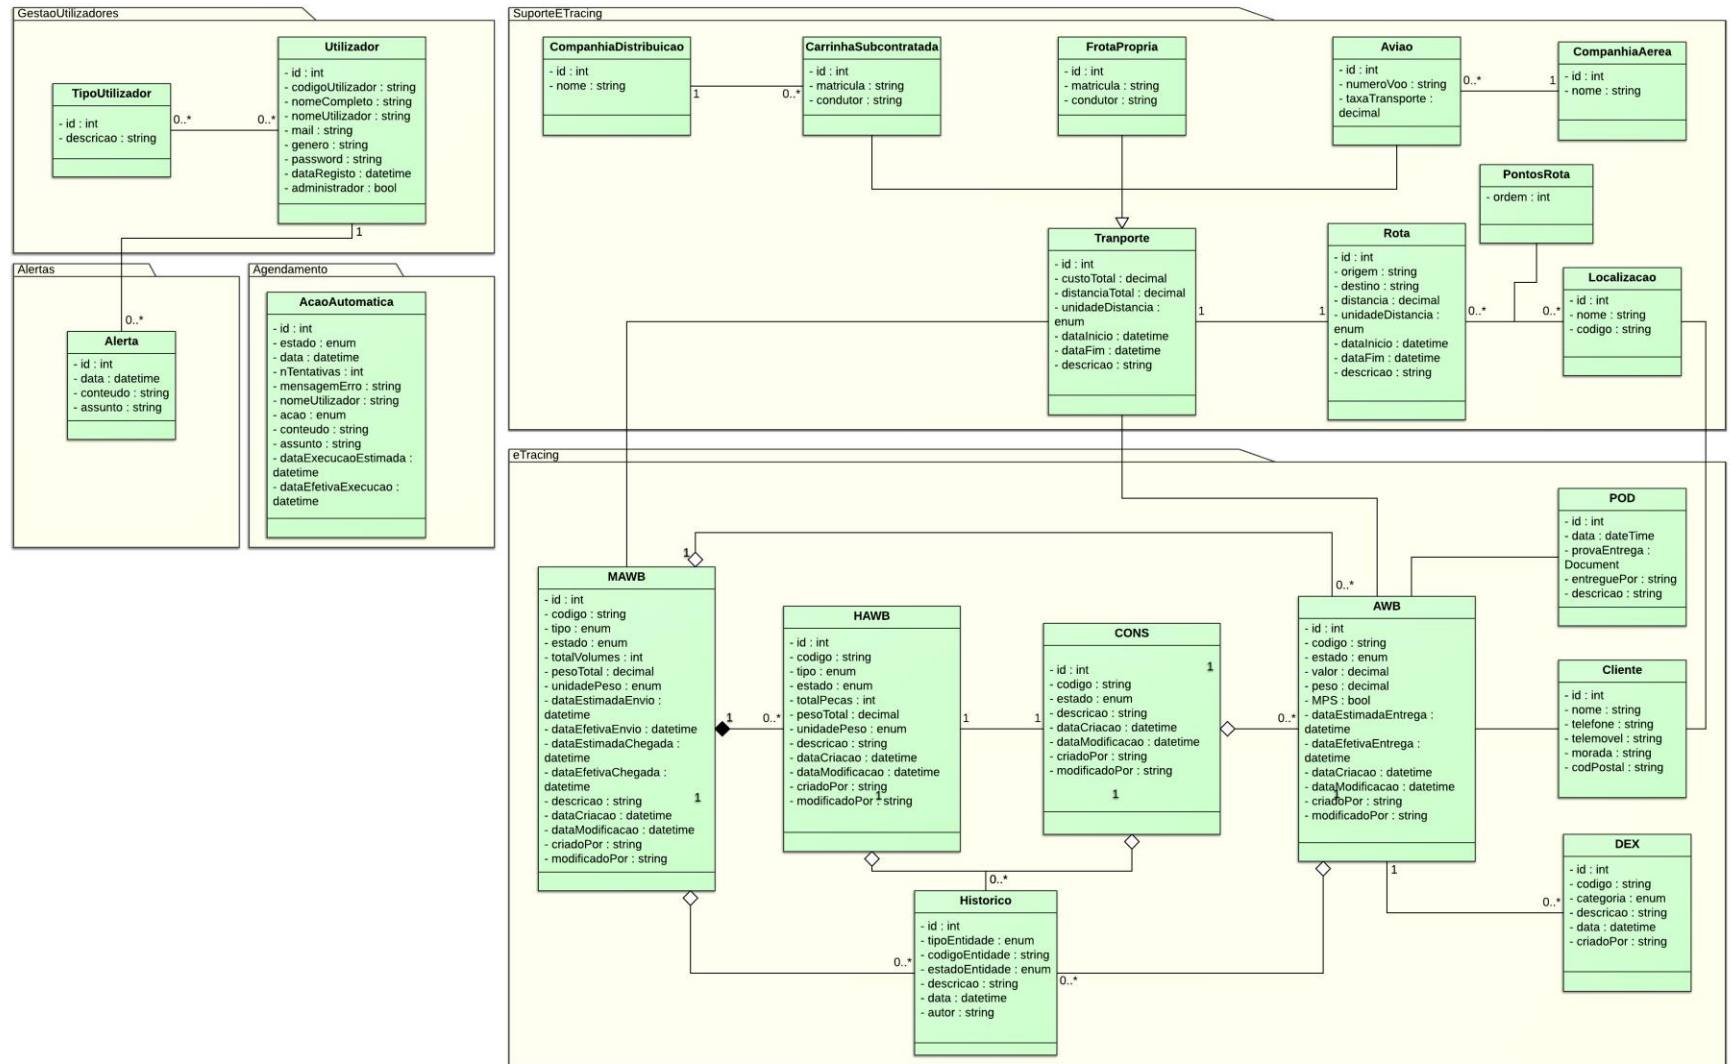 GestaoUtilizadores
TipoUtilizador
- id : int
- descricao : string
0..*
0..*
Utilizador
- id : int
- codigoUtilizador : string
- nomeCompleto : string
- nomeUtilizador : string
- mail : string
- genero : string
- password : string
- dataRegisto : datetime
- administrador : bool
1
Alertas
0..*
Alerta
- id : int
- data : datetime
- conteudo : string
- assunto : string
Agendamento
AcaoAutomatica
- id : int
- estado : enum
- data : datetime
- nTentativas : int
- mensagemErro : string
- nomeUtilizador : string
- acao : enum
- conteudo : string
- assunto : string
- dataExecucaoEstimada :
datetime
- dataEfetivaExecucao :
datetime
SuporteETracing
CompanhiaDistribuicao
- id : int
- nome : string
1
0..*
CarrinhaSubcontratada
- id : int
- matricula : string
- condutor : string
FrotaPropria
- id : int
- matricula : string
- condutor : string
Aviao
- id : int
- numeroVoo : string
- taxaTransporte :
decimal
0..*
1
CompanhiaAerea
- id : int
- nome : string
PontosRota
- ordem : int
Tranporte
- id : int
- custoTotal : decimal
- distanciaTotal : decimal
- unidadeDistancia :
enum
- dataInicio : datetime
- dataFim : datetime
- descricao : string
1
1
Rota
- id : int
- origem : string
- destino : string
- distancia : decimal
- unidadeDistancia :
enum
- dataInicio : datetime
- dataFim : datetime
- descricao : string
0..*
0..*
Localizacao
- id : int
- nome : string
- codigo : string
eTracing
1
0..*
MAWB
- id : int
- codigo : string
- tipo : enum
- estado : enum
- totalVolumes : int
- pesoTotal : decimal
- unidadePeso : enum
- dataEstimadaEnvio :
datetime
- dataEfetivaEnvio : datetime
- dataEstimadaChegada :
datetime
- dataEfetivaChegada :
datetime
- descricao : string
- dataCriacao : datetime
- dataModificacao : datetime
- criadoPor : string
- modificadoPor : string
1
1
0..*
HAWB
- id : int
- codigo : string
- tipo : enum
- estado : enum
- totalPecas : int
- pesoTotal : decimal
- unidadePeso : enum
- descricao : string
- dataCriacao : datetime
- dataModificacao : datetime
- criadoPor : string
- modificadoPor : string
1
1
1
CONS
- id : int
- codigo : string
- estado : enum
- descricao : string
- dataCriacao : datetime
- dataModificacao : datetime
- criadoPor : string
- modificadoPor : string
1
1
0..*
AWB
- id : int
- codigo : string
- estado : enum
- valor : decimal
- peso : decimal
- MPS : bool
- dataEstimadaEntrega :
datetime
- dataEfetivaEntrega :
datetime
- dataCriacao : datetime
- dataModificacao : datetime
- criadoPor : string
- modificadoPor : string
1
POD
- id : int
- data : dateTime
- provaEntrega :
Document
- entreguePor : string
- descricao : string
Cliente
- id : int
- nome : string
- telefone : string
- telemovel : string
- morada : string
- codPostal : string
1
0..*
DEX
- id : int
- codigo : string
- categoria : enum
- descricao : string
- data : datetime
- criadoPor : string
0..*
Historico
- id : int
- tipoEntidade : enum
- codigoEntidade : string
- estadoEntidade : enum
- descricao : string
- data : datetime
- autor : string
0..*
0..*